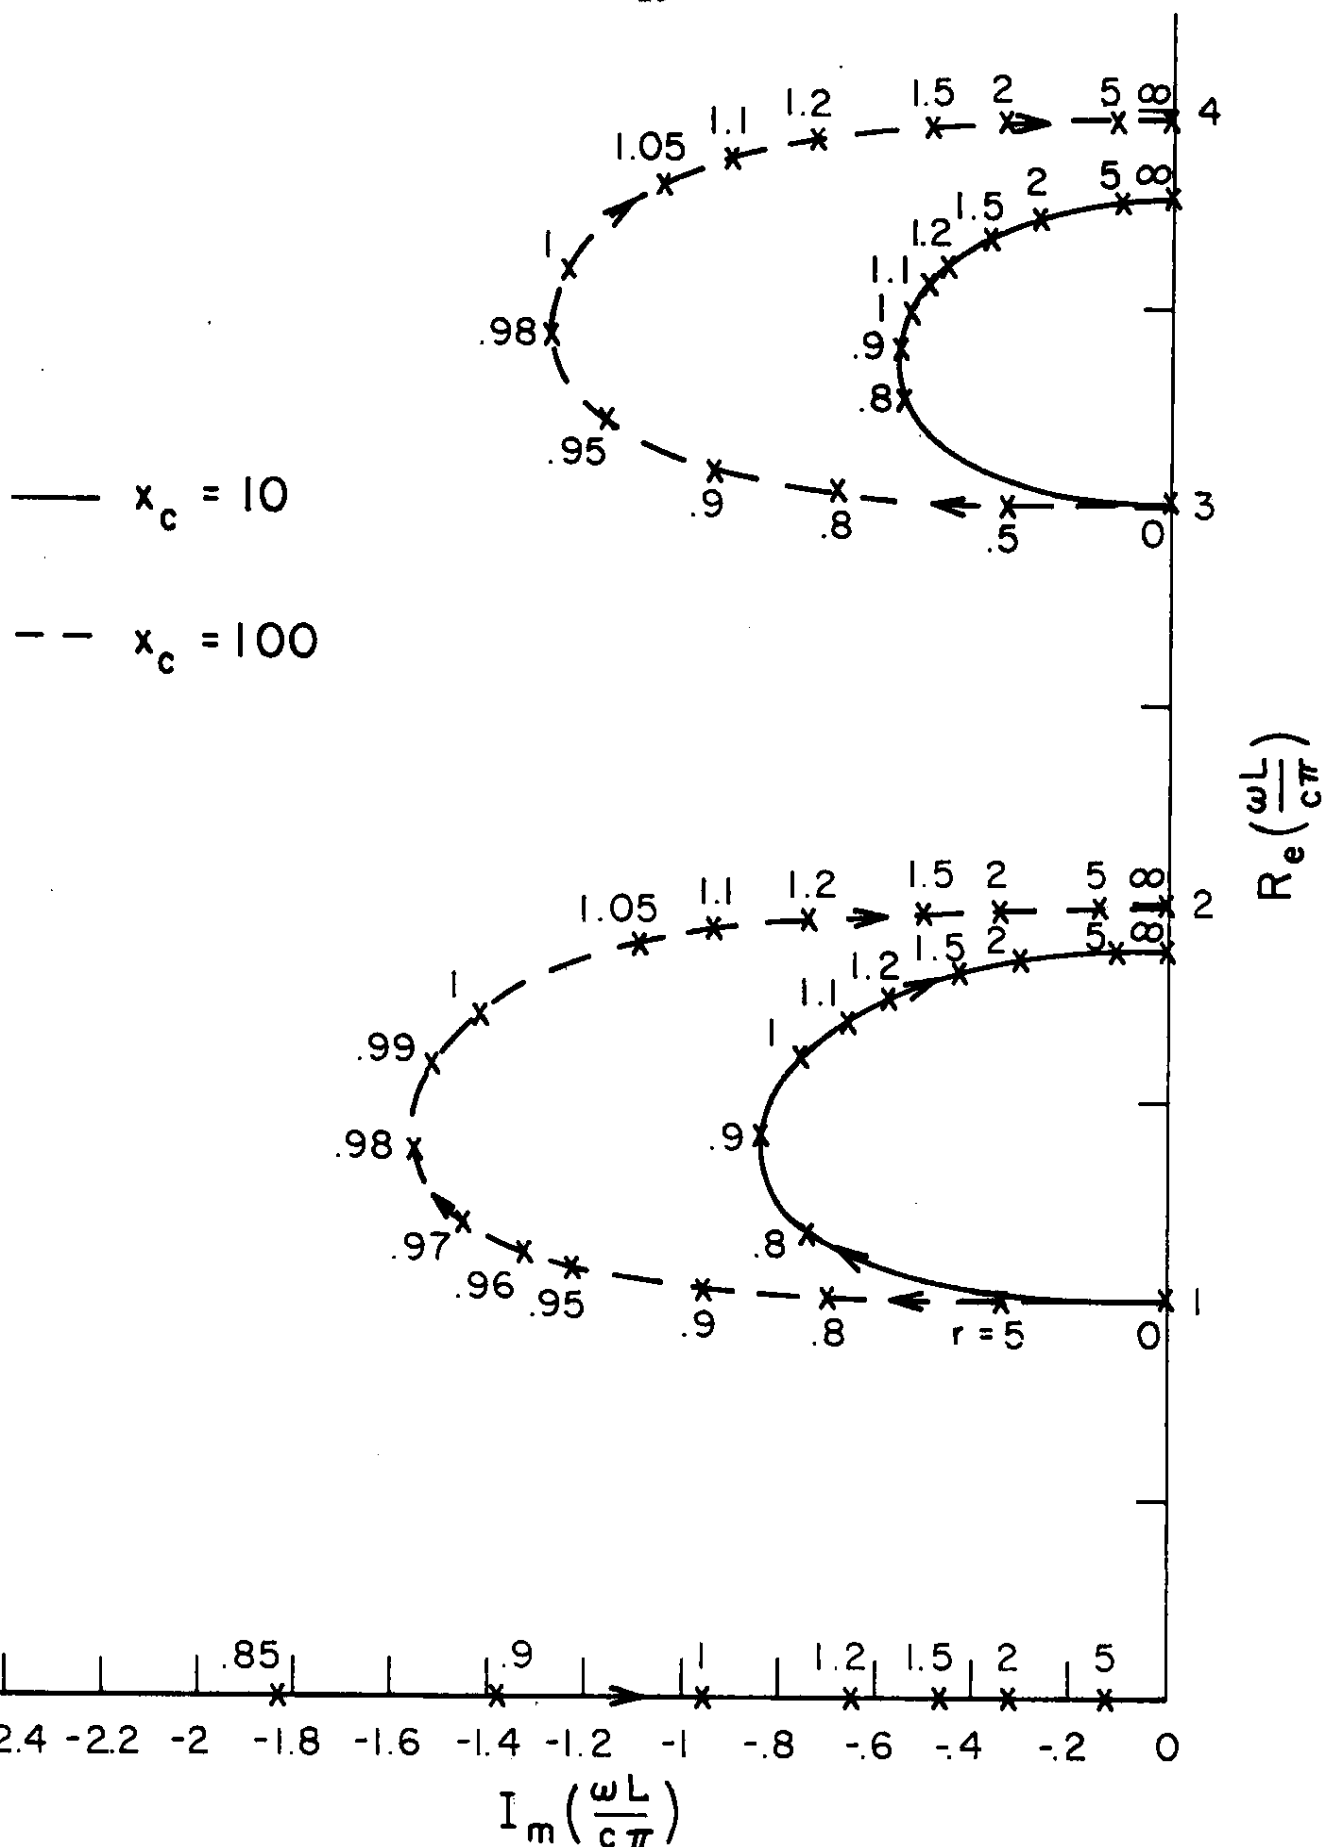 1 1.05 1.1 1.2 1.5 2 5 ∞ 4
.98 .95 .9 .8 .5
.8 .9 1 1.1 1.2 1.5 2 5 ∞
0 3
x_c = 10
x_c = 100
R_e (ωL/cπ)
.98 .99 1 1.05 1.1 1.2 1.5 2 5 ∞ 2
.97 .96 .95 .9 .8 r = 5
.8 .9 1 1.1 1.2 1.5 2 5 ∞
0 1
.85 .9 1 1.2 1.5 2 5
2.4 -2.2 -2 -1.8 -1.6 -1.4 -1.2 -1 -.8 -.6 -.4 -.2 0
I_m (ωL/cπ)